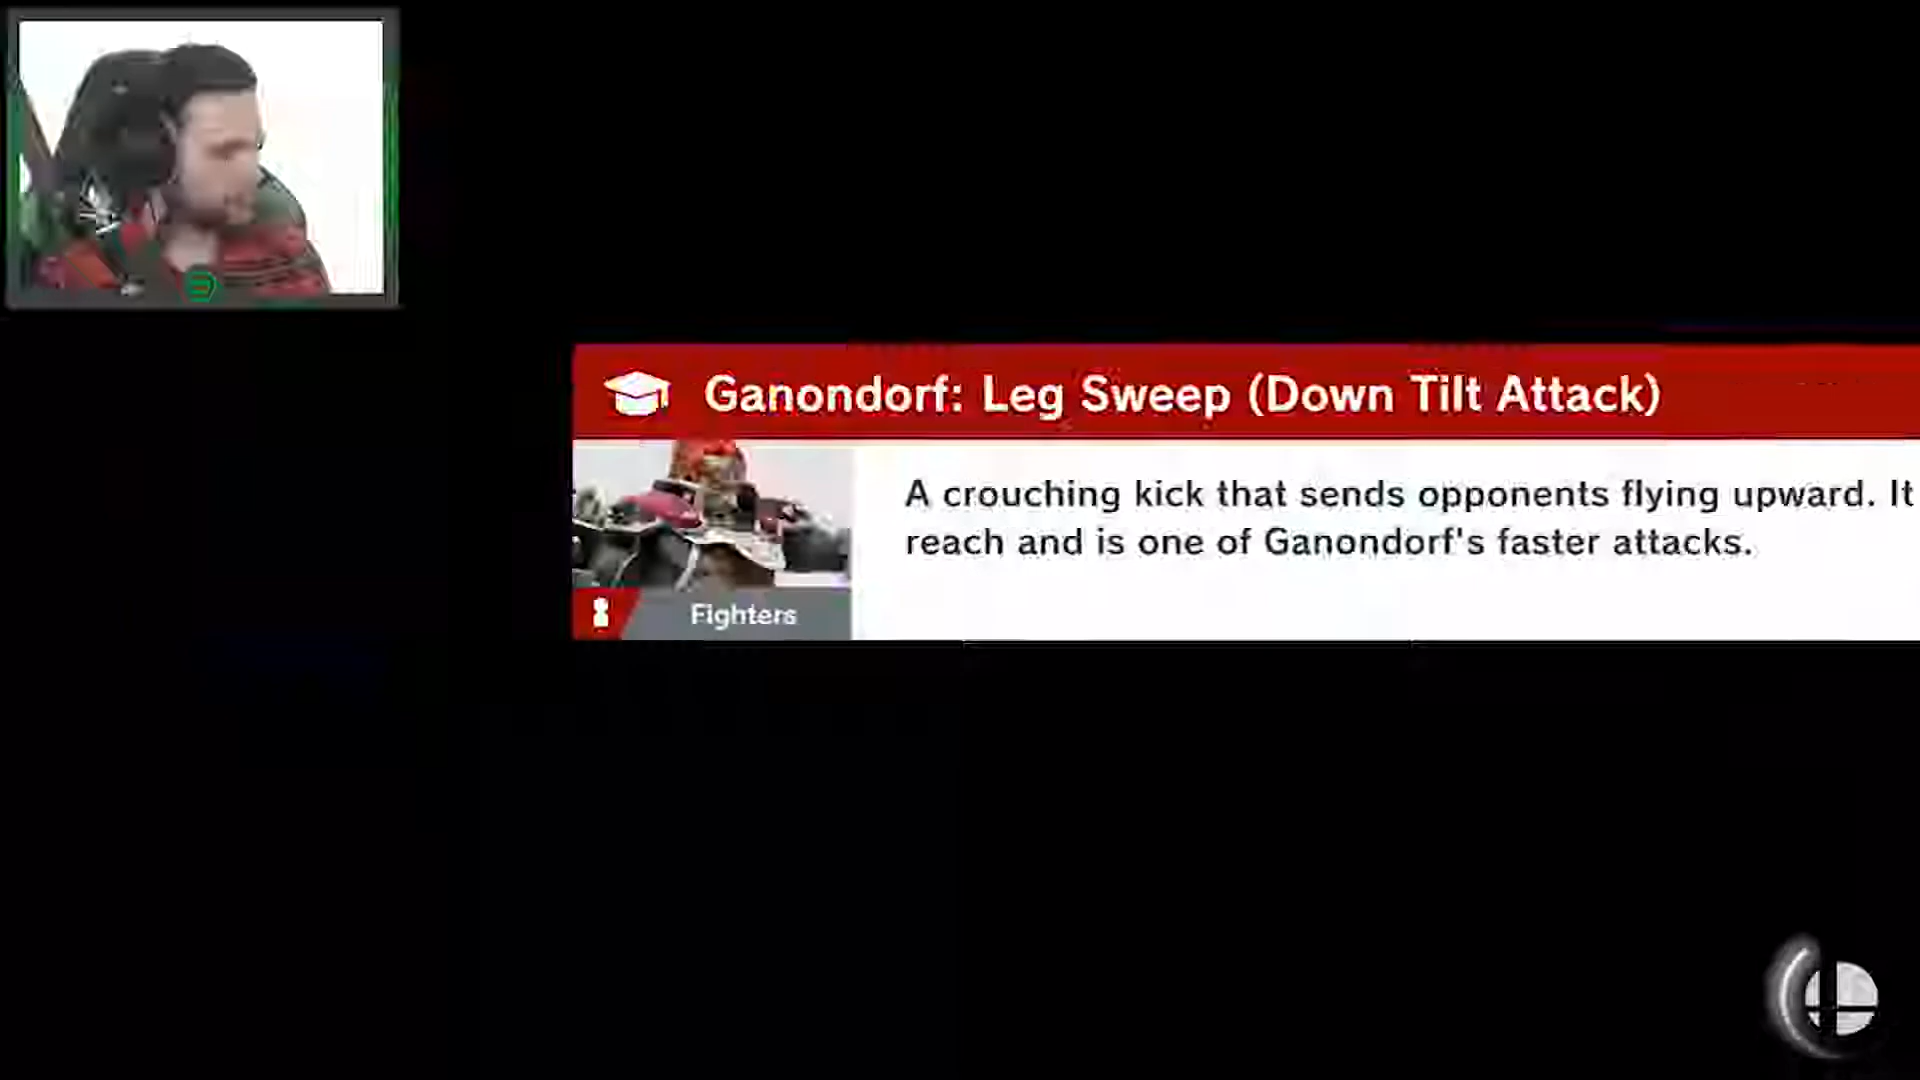 Ganondorf: Leg Sweep (Down Tilt Attack)
A crouching kick that sends opponents flying upward. It
reach and is one of Ganondorf's faster attacks.
Fighters